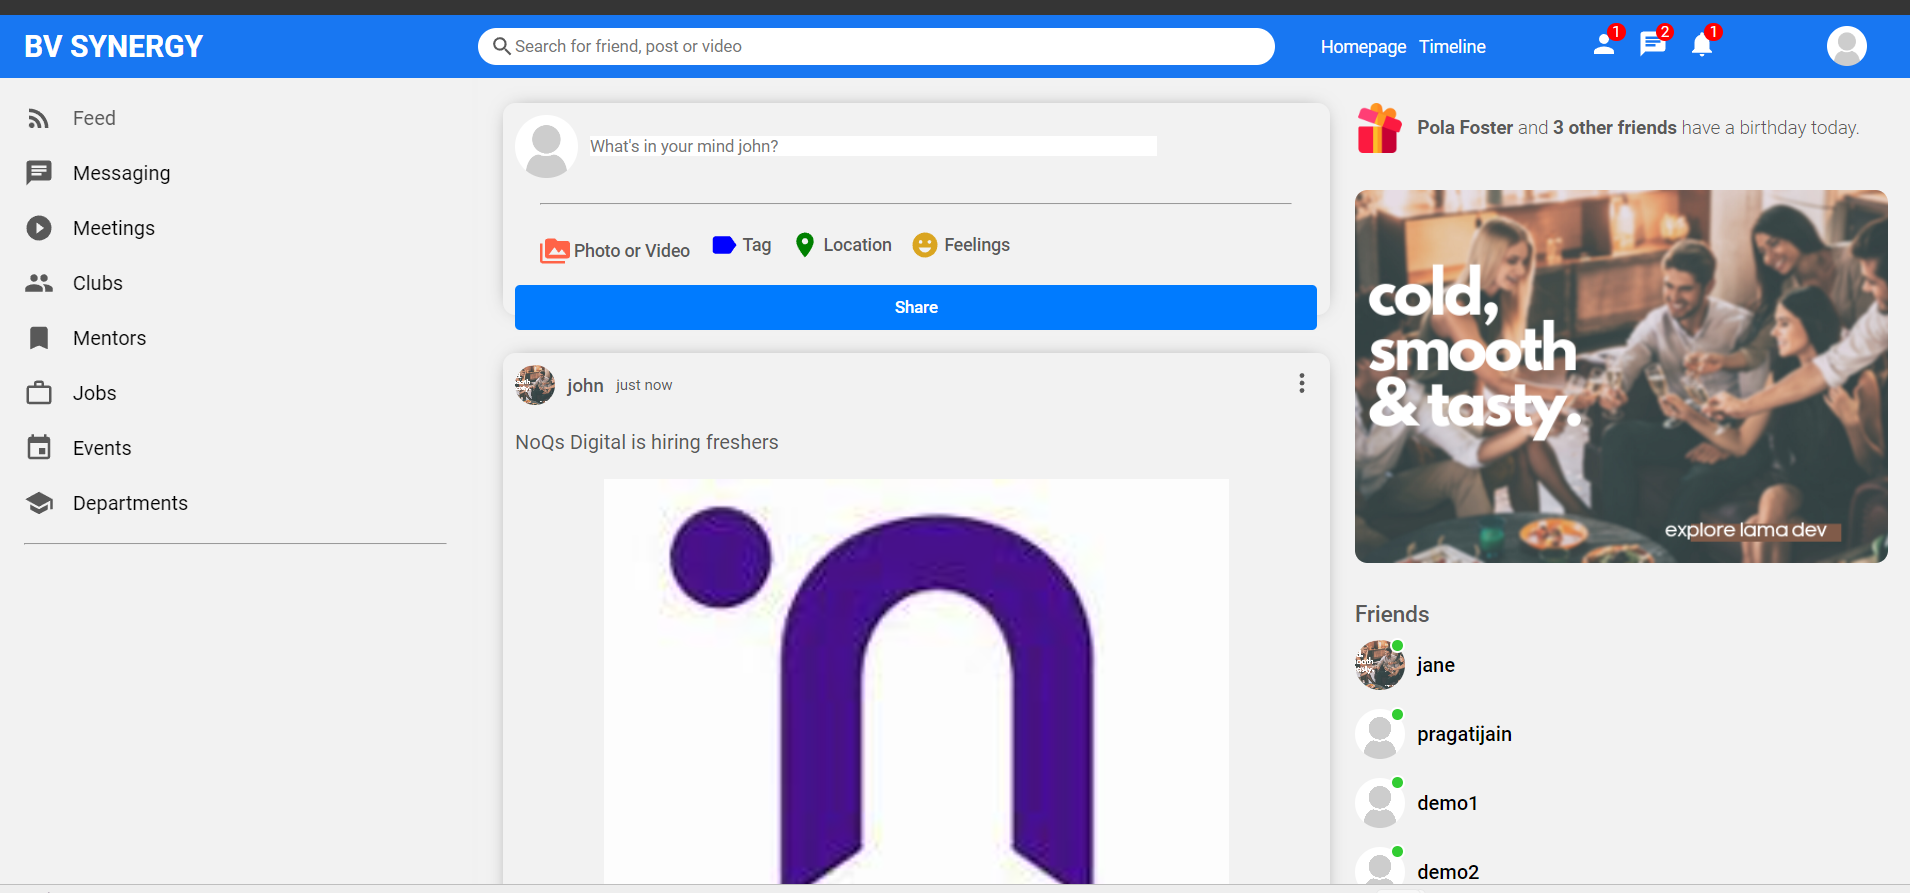 BV SYNERGY
Search for friend, post or video
Homepage Timeline
1
2
1
Feed
Messaging
Meetings
Clubs
Mentors
Jobs
Events
Departments
What's in your mind john?
Photo or Video
Tag
Location
Feelings
Share
john just now
NoQs Digital is hiring freshers
Pola Foster and 3 other friends have a birthday today.
cold,
smooth
& tasty.
explore lama dev
Friends
jane
pragatijain
demo1
demo2